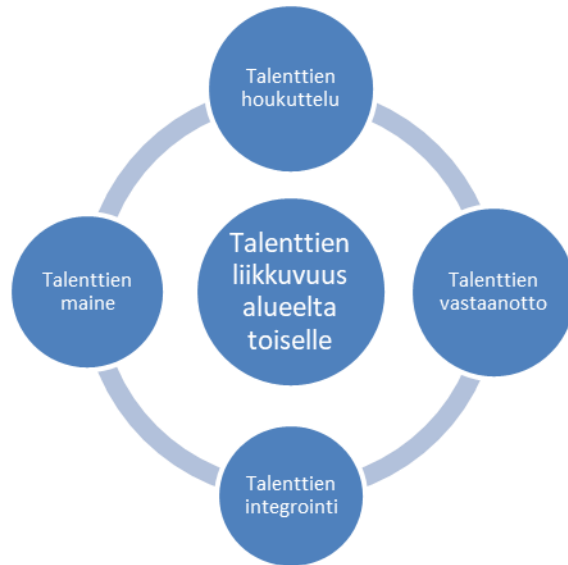 Talenttien
houkuttelu
Talenttien
maine
Talenttien
liikkuvuus
alueelta
toiselle
Talenttien
vastaanotto
Talenttien
integrointi